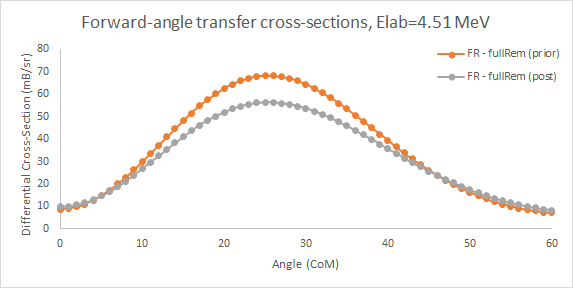 Forward-angle transfer cross-sections, Elab=4.51 MeV
Differential Cross-Section (mB/sr)
80
70
60
50
40
30
20
10
0
0 10 20 30 40 50 60
Angle (CoM)
FR - fullRem (prior)
FR - fullRem (post)